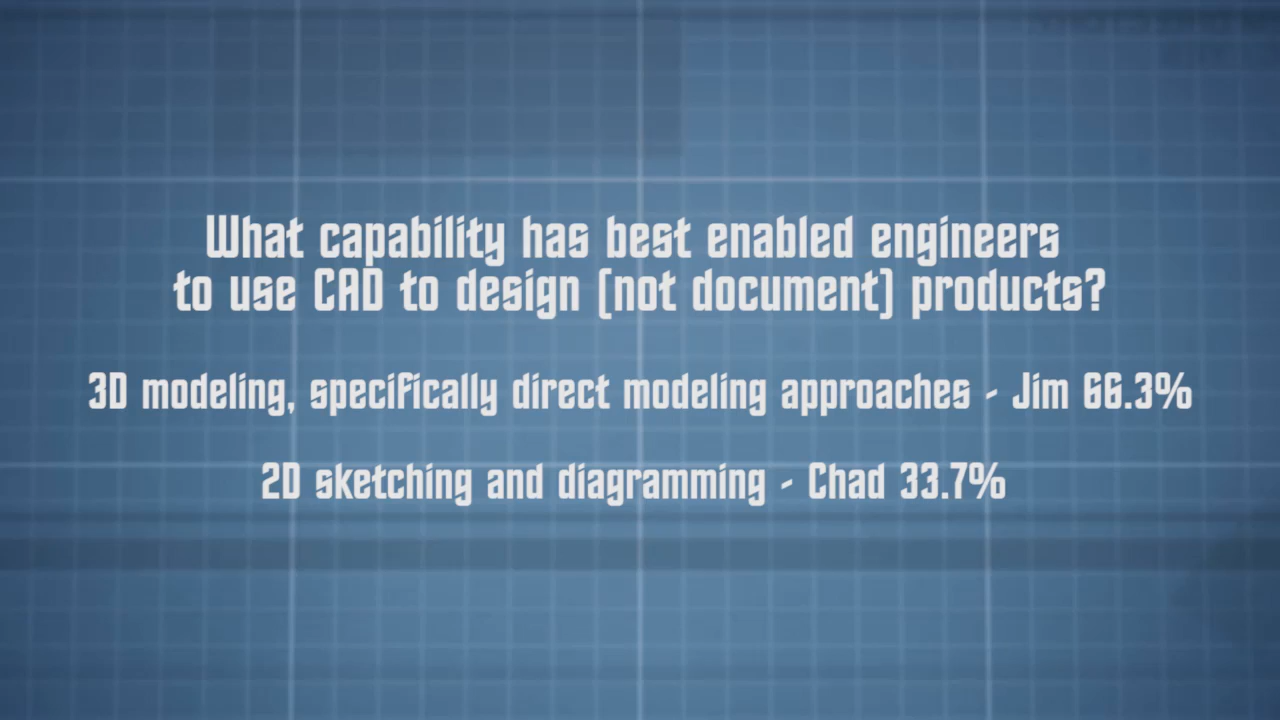 What capability has best enabled engineers
to use CAD to design (not document) products?
3D modeling, specifically direct modeling approaches - Jim 66.3%
2D sketching and diagramming - Chad 33.7%